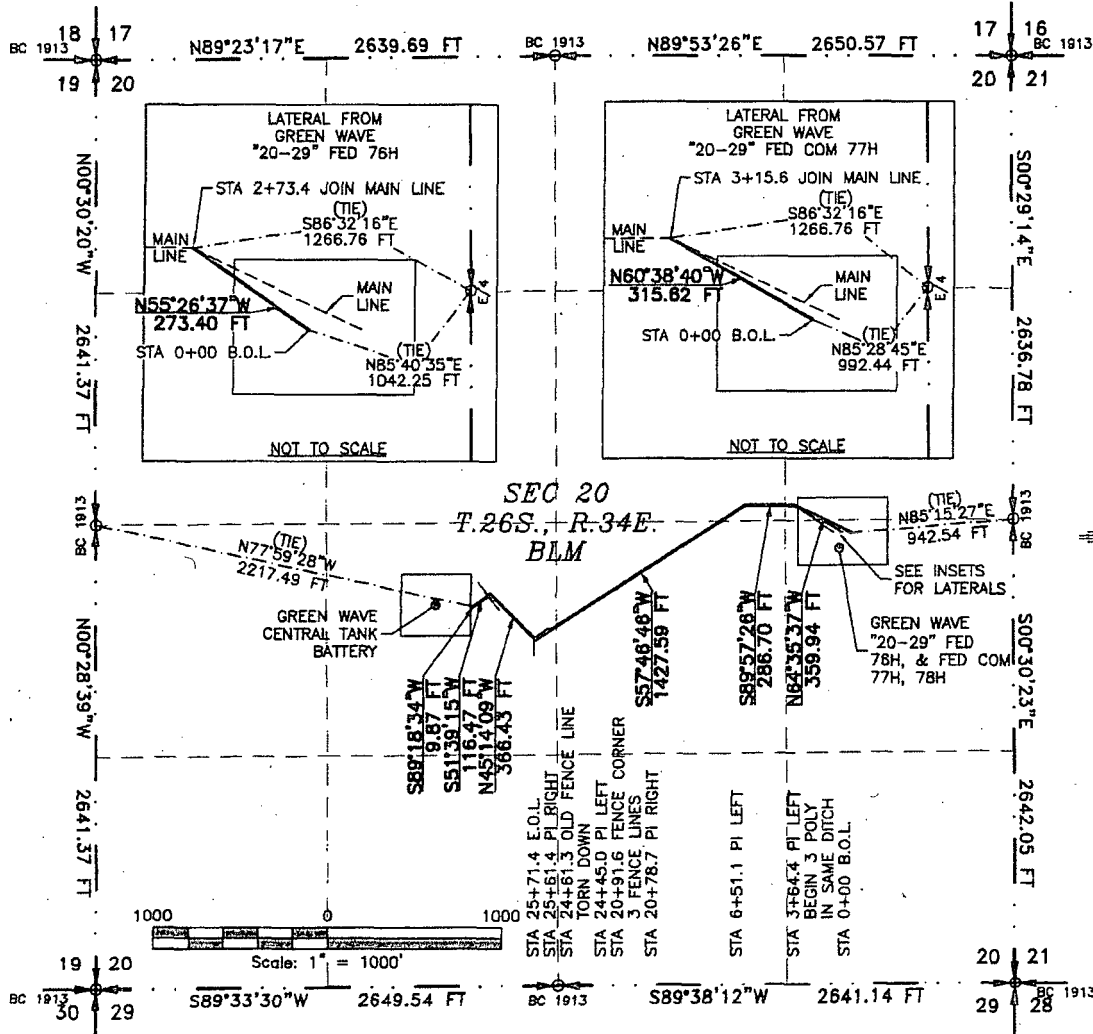 18 17
BC 1913
19 20
N89°23'17"E 2639.69 FT
BC 1913
N89°53'26"E 2650.57 FT
17 16
BC 1913
20 21
LATERAL FROM
GREEN WAVE
"20-29" FED 76H
STA 2+73.4 JOIN MAIN LINE
(TIE)
S86°32'16"E
1266.76 FT
MAIN
LINE
N55°26'37"W
273.40 FT
MAIN
LINE
STA 0+00 B.O.L.
(TIE)
N85°40'35"E
1042.25 FT
E/4
NOT TO SCALE
LATERAL FROM
GREEN WAVE
"20-29" FED COM 77H
STA 3+15.6 JOIN MAIN LINE
(TIE)
S86°32'16"E
1266.76 FT
MAIN
LINE
N60°38'40"W
315.62 FT
MAIN
LINE
STA 0+00 B.O.L.
(TIE)
N85°28'45"E
992.44 FT
E/4
NOT TO SCALE
N00°30'20"W 2641.37 FT
S00°29'14"E 2636.78 FT
BC 1913
SEC 20
T.26S., R.34E.
BLM
(TIE)
N77°59'28"W
2217.49 FT
(TIE)
N85°15'27"E
942.54 FT
BC 1913
GREEN WAVE
CENTRAL TANK
BATTERY
SEE INSETS
FOR LATERALS
GREEN WAVE
"20-29" FED
76H, & FED COM
77H, 78H
S89°18'34"W
9.87 FT
S51°39'15"W
116.47 FT
N45°14'09"W
366.43 FT
S57°46'46"W
1427.59 FT
S89°57'26"W
286.70 FT
N64°35'37"W
359.94 FT
N00°28'39"W 2641.37 FT
S00°30'23"E 2642.05 FT
STA 25+71.4 E.O.L.
STA 25+61.4 PI RIGHT
STA 24+61.3 OLD FENCE LINE
TORN DOWN
STA 24+45.0 PI LEFT
STA 20+91.6 FENCE CORNER
3 FENCE LINES
STA 20+78.7 PI RIGHT
STA 6+51.1 PI LEFT
STA 3+64.4 PI LEFT
BEGIN 3 POLY
IN SAME DITCH
STA 0+00 B.O.L.
1000 0 1000
Scale: 1" = 1000'
19 20
BC 1913
30 29
S89°33'30"W 2649.54 FT
BC 1913
S89°38'12"W 2641.14 FT
20 21
BC 1913
29 28